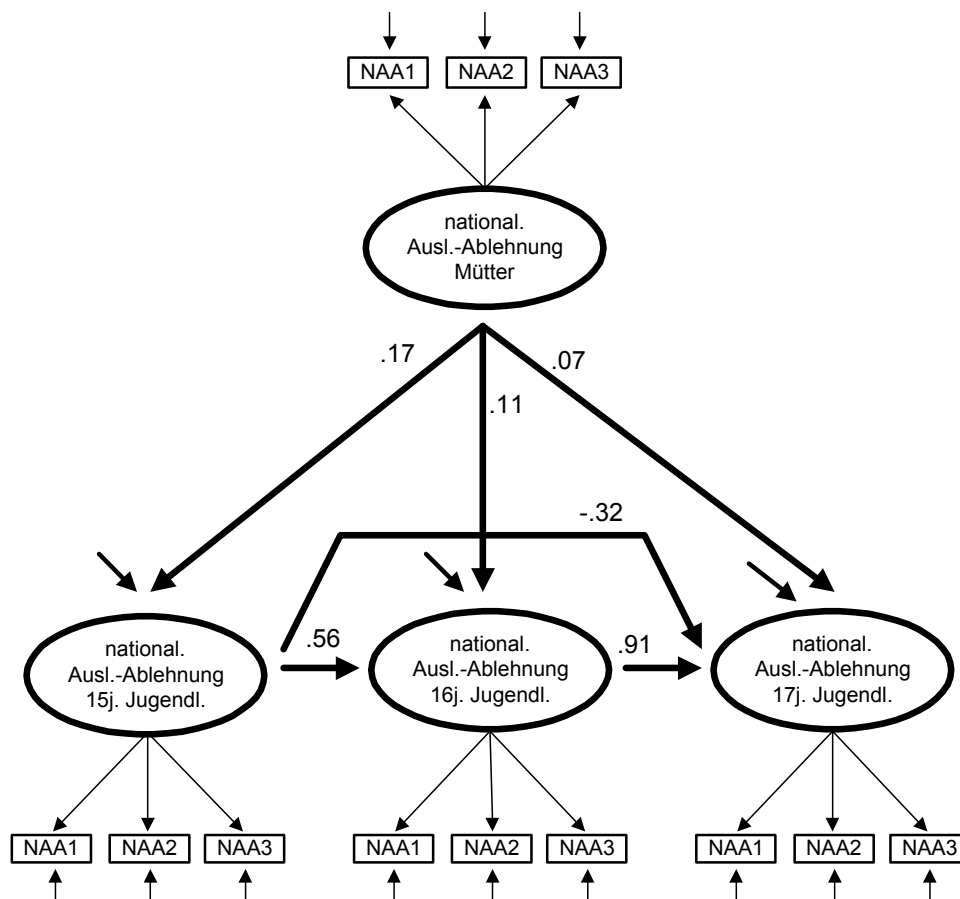 NAA1 NAA2 NAA3
national.
Ausl.-Ablehnung
Mütter
.17
.07
.11
-.32
national.
Ausl.-Ablehnung
15j. Jugendl.
.56
national.
Ausl.-Ablehnung
16j. Jugendl.
.91
national.
Ausl.-Ablehnung
17j. Jugendl.
NAA1 NAA2 NAA3
NAA1 NAA2 NAA3
NAA1 NAA2 NAA3